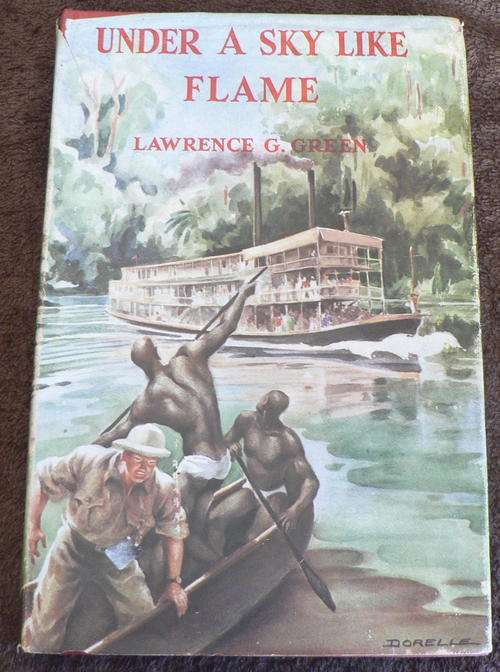 UNDER A SKY LIKE
FLAME
LAWRENCE G. GREEN
DORELLE